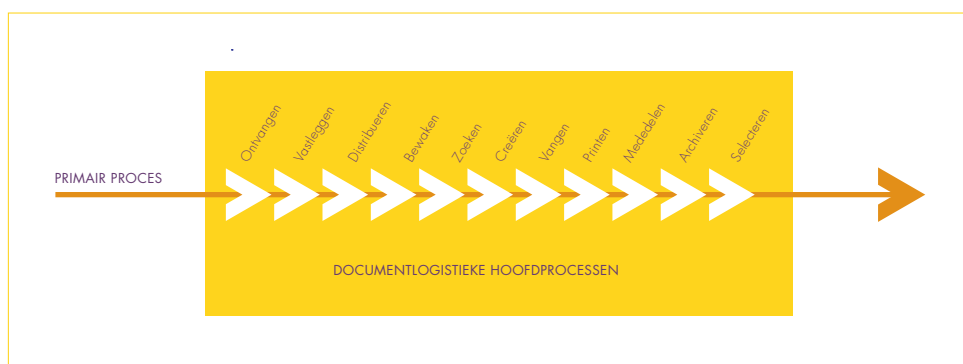 Ontvangen
Vastleggen
Distribueren
Bewaken
Zoeken
Creëren
Vangen
Printen
Mededelen
Archiveren
Selecteren
PRIMAIR PROCES
DOCUMENTLOGISTIEKE HOOFDPROCESSEN